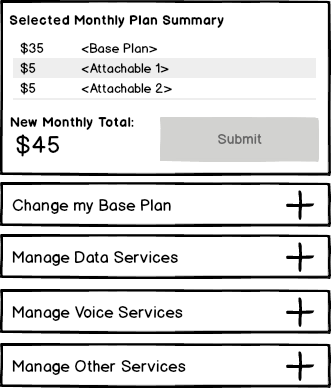 Selected Monthly Plan Summary
$35 <Base Plan>
$5 <Attachable 1>
$5 <Attachable 2>
New Monthly Total:
$45
Submit
Change my Base Plan
Manage Data Services
Manage Voice Services
Manage Other Services